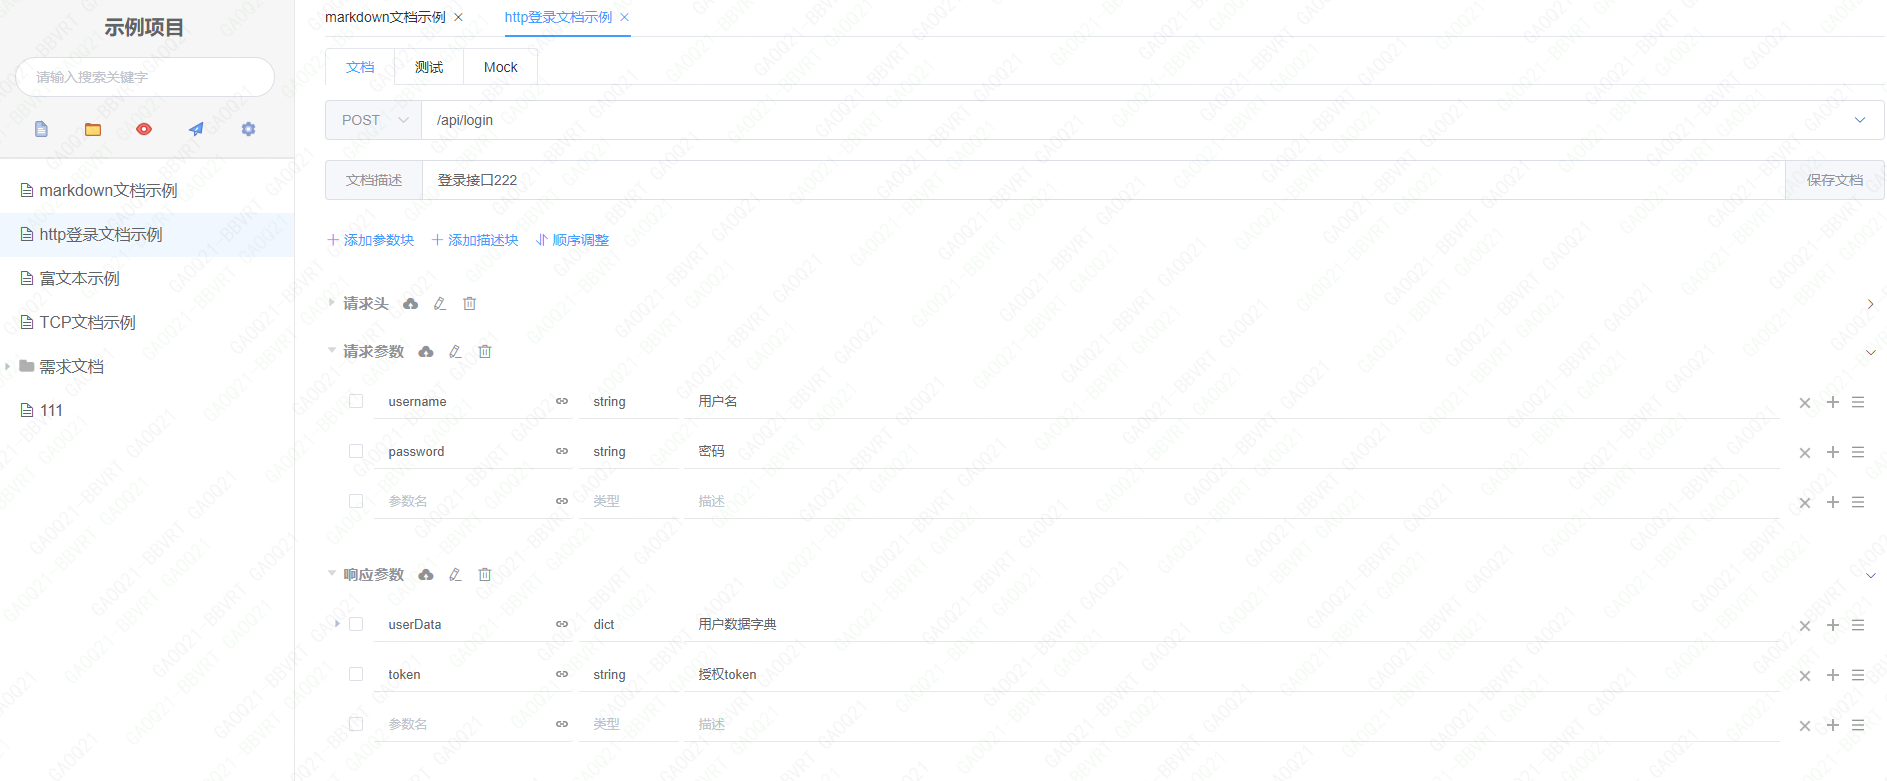 示例项目
请输入搜索关键字
markdown文档示例
http登录文档示例
富文本示例
TCP文档示例
需求文档
111
markdown文档示例
http登录文档示例
文档 测试 Mock
POST /api/login
文档描述 登录接口222 保存文档
添加参数块 添加描述块 顺序调整
请求头
请求参数
username string 用户名
password string 密码
参数名 类型 描述
响应参数
userData dict 用户数据字典
token string 授权token
参数名 类型 描述
GAOQ21-BBVRT